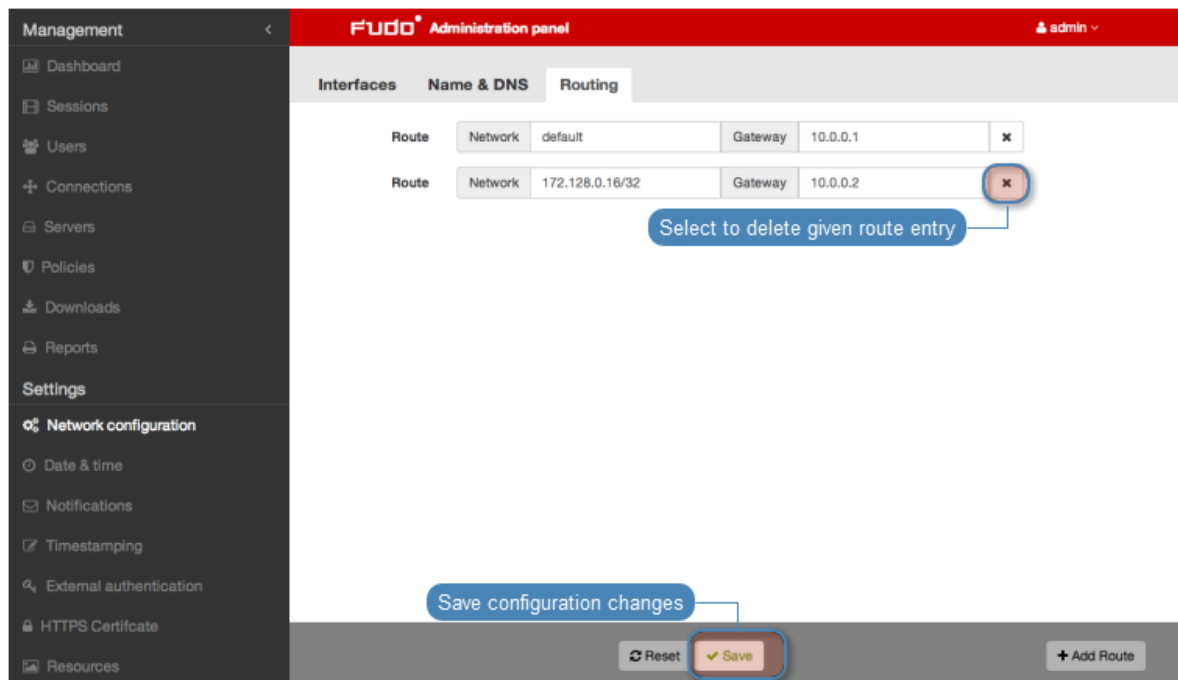 Management
Dashboard
Sessions
Users
Connections
Servers
Policies
Downloads
Reports
Settings
Network configuration
Date & time
Notifications
Timestamping
External authentication
HTTPS Certifcate
Resources
FUDO Administration panel
admin
Interfaces Name & DNS Routing
Route Network default Gateway 10.0.0.1
Route Network 172.128.0.16/32 Gateway 10.0.0.2
Select to delete given route entry
Save configuration changes
Reset Save + Add Route